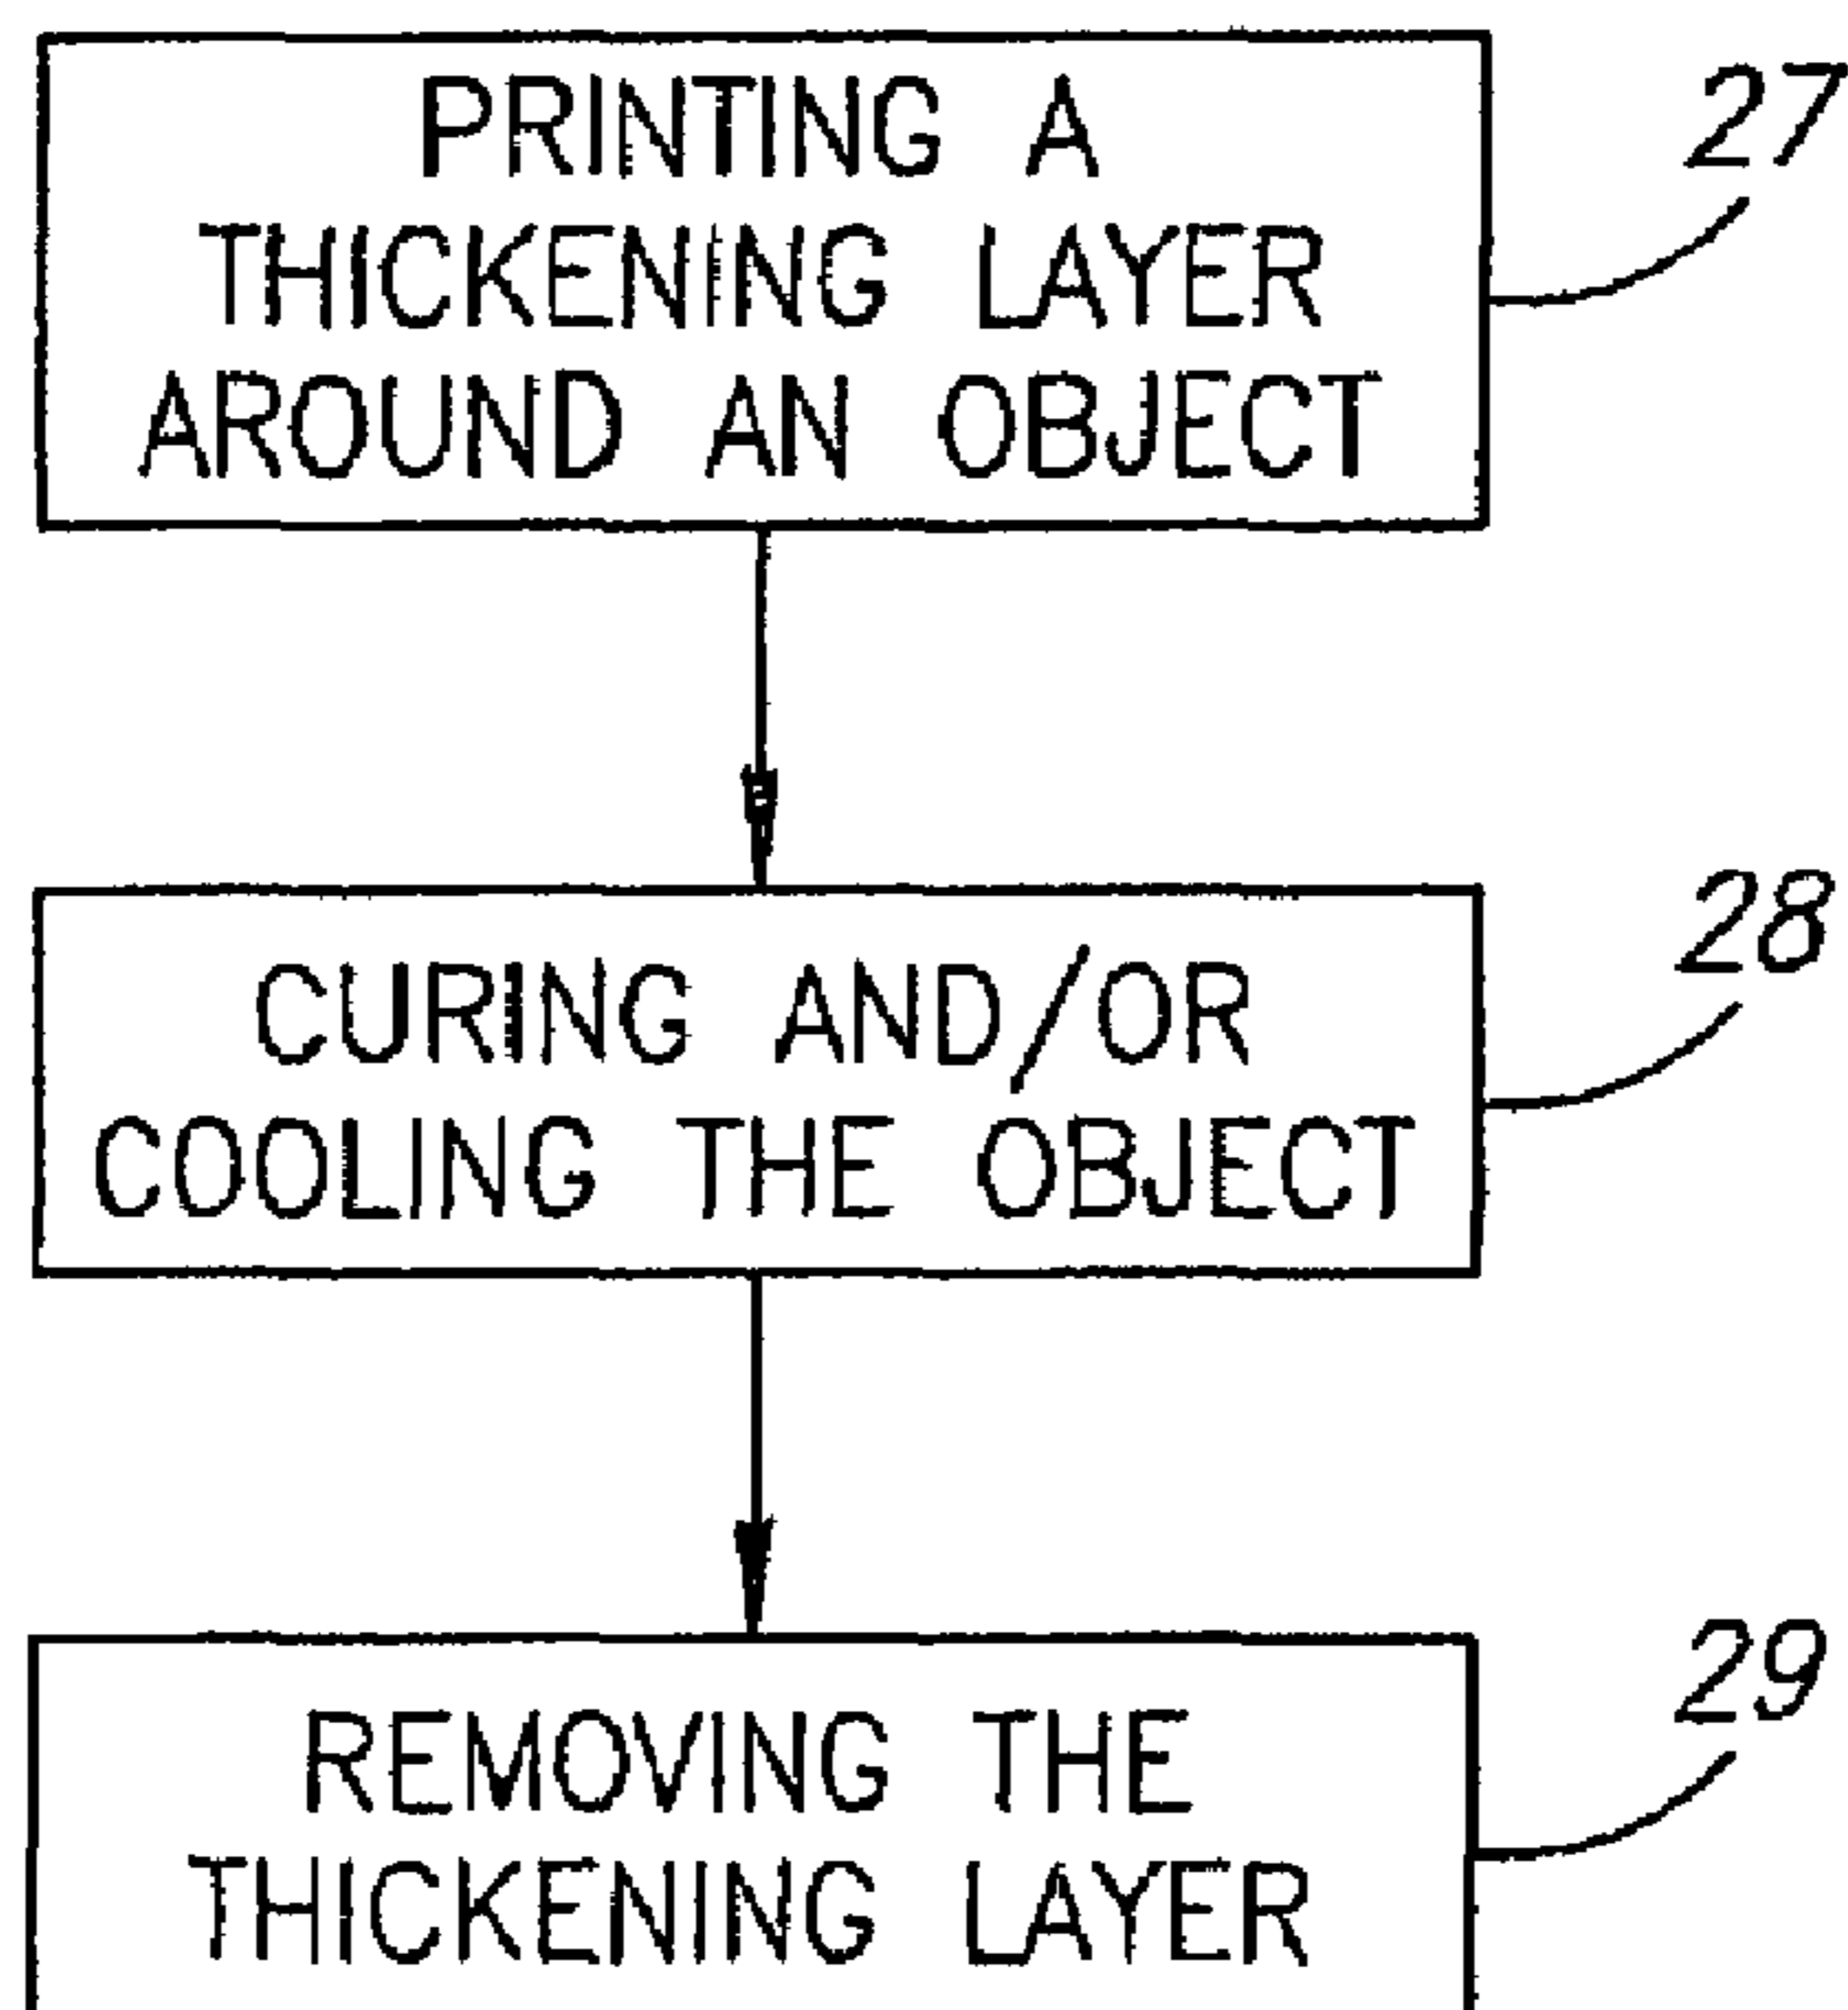 PRINTING A
THICKENING LAYER
AROUND AN OBJECT
27
CURING AND/OR
COOLING THE OBJECT
28
REMOVING THE
THICKENING LAYER
29